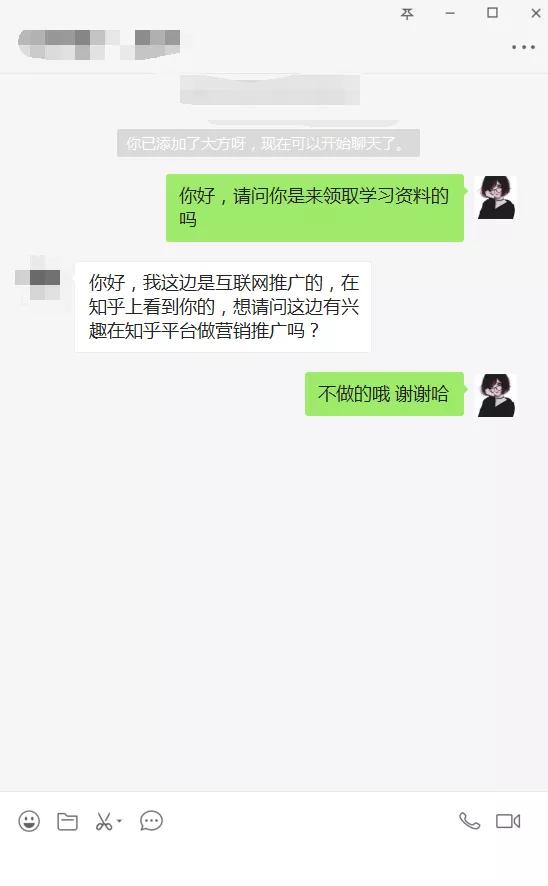 你已添加了大方呀，现在可以开始聊天了。
你好，请问你是来领取学习资料的
吗
你好，我这边是互联网推广的，在
知乎上看到你的，想请问这边有兴
趣在知乎平台做营销推广吗？
不做的哦 谢谢哈